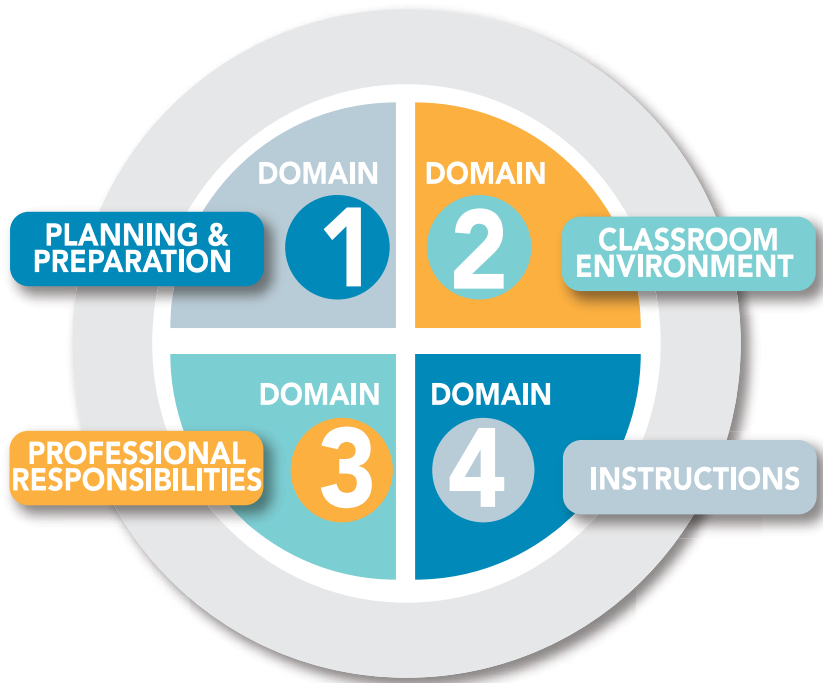 DOMAIN
1
PLANNING &
PREPARATION
DOMAIN
2
CLASSROOM
ENVIRONMENT
DOMAIN
3
PROFESSIONAL
RESPONSIBILITIES
DOMAIN
4
INSTRUCTIONS